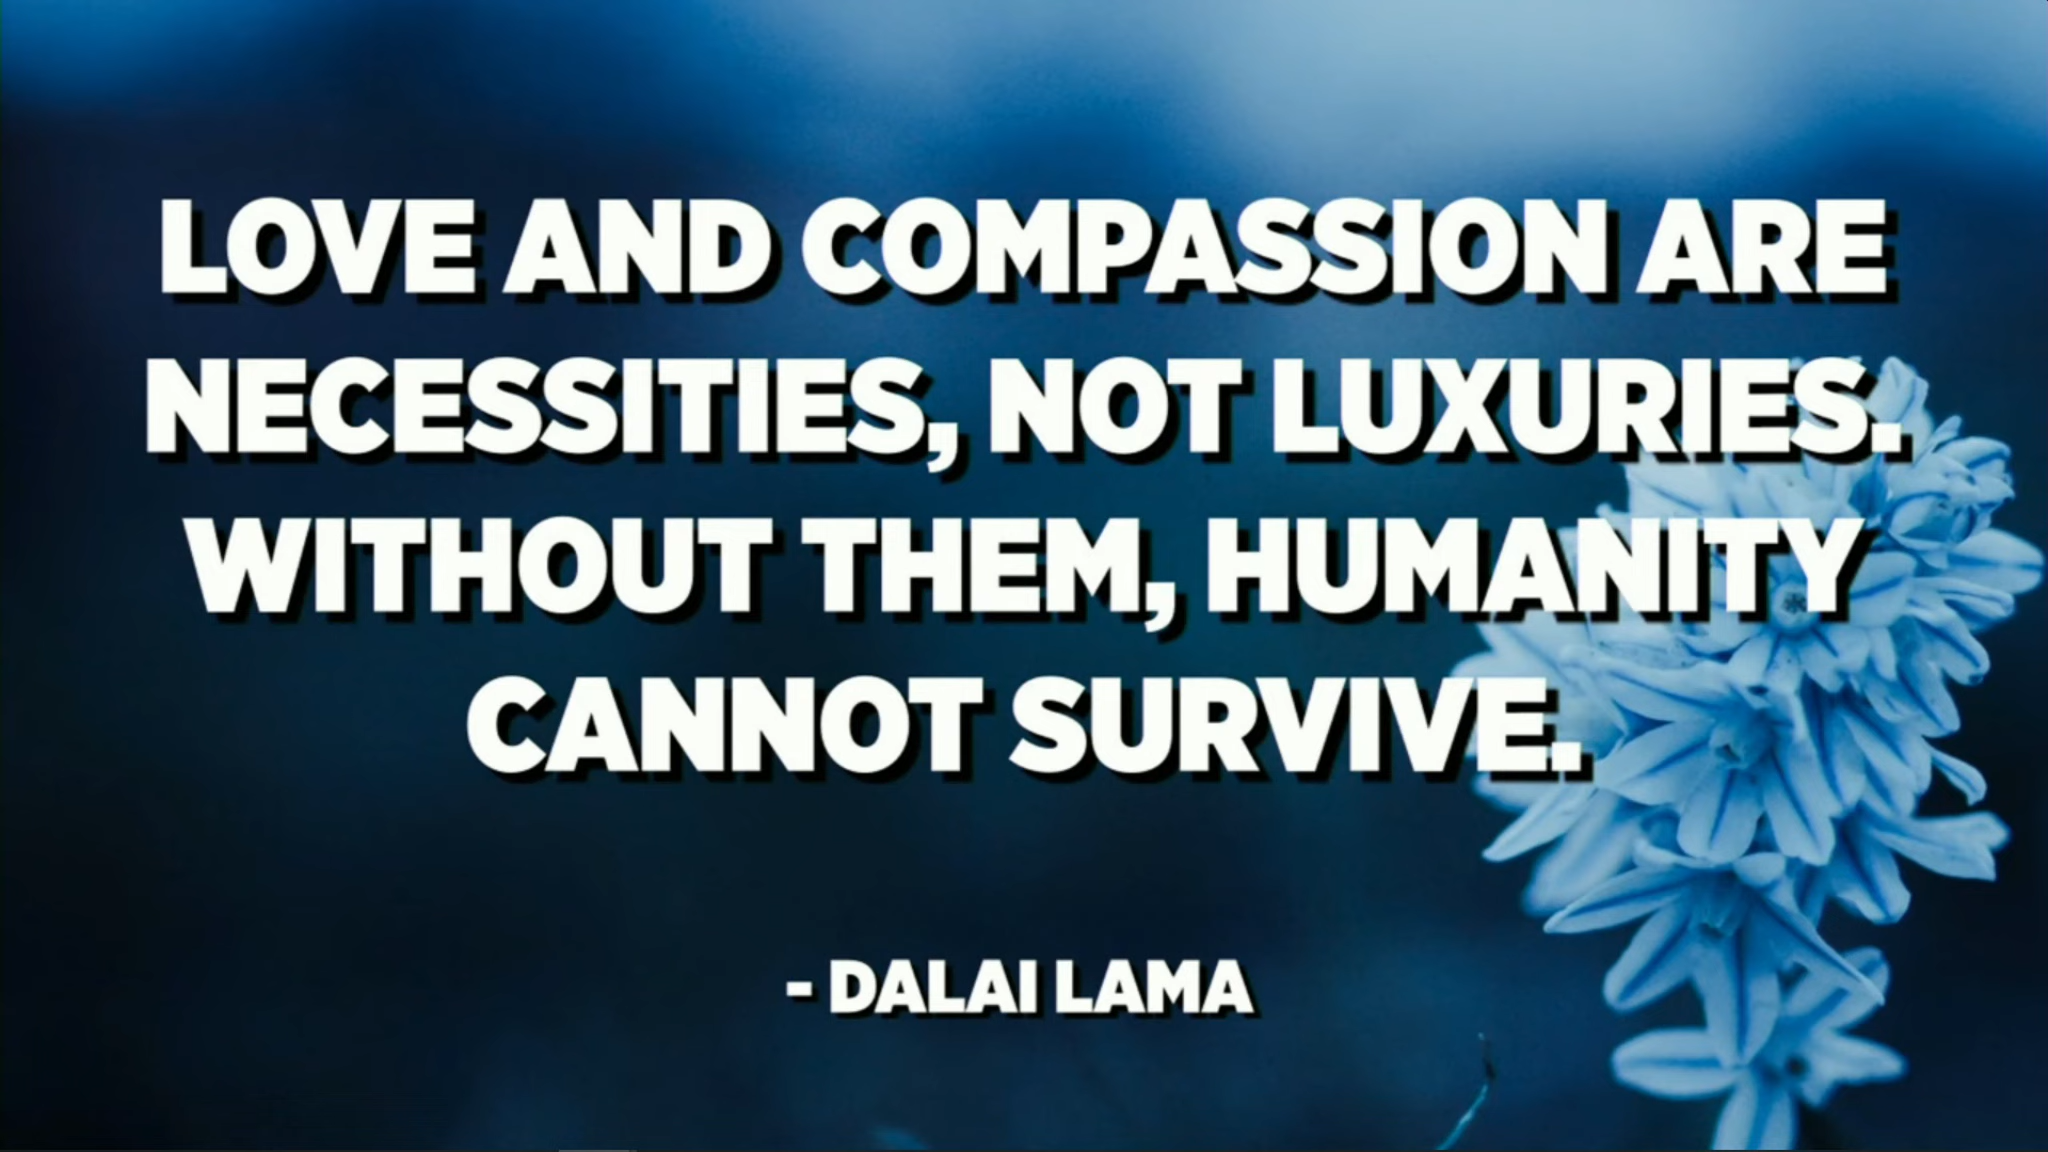 LOVE AND COMPASSION ARE
NECESSITIES, NOT LUXURIES.
WITHOUT THEM, HUMANITY
CANNOT SURVIVE.
- DALAI LAMA